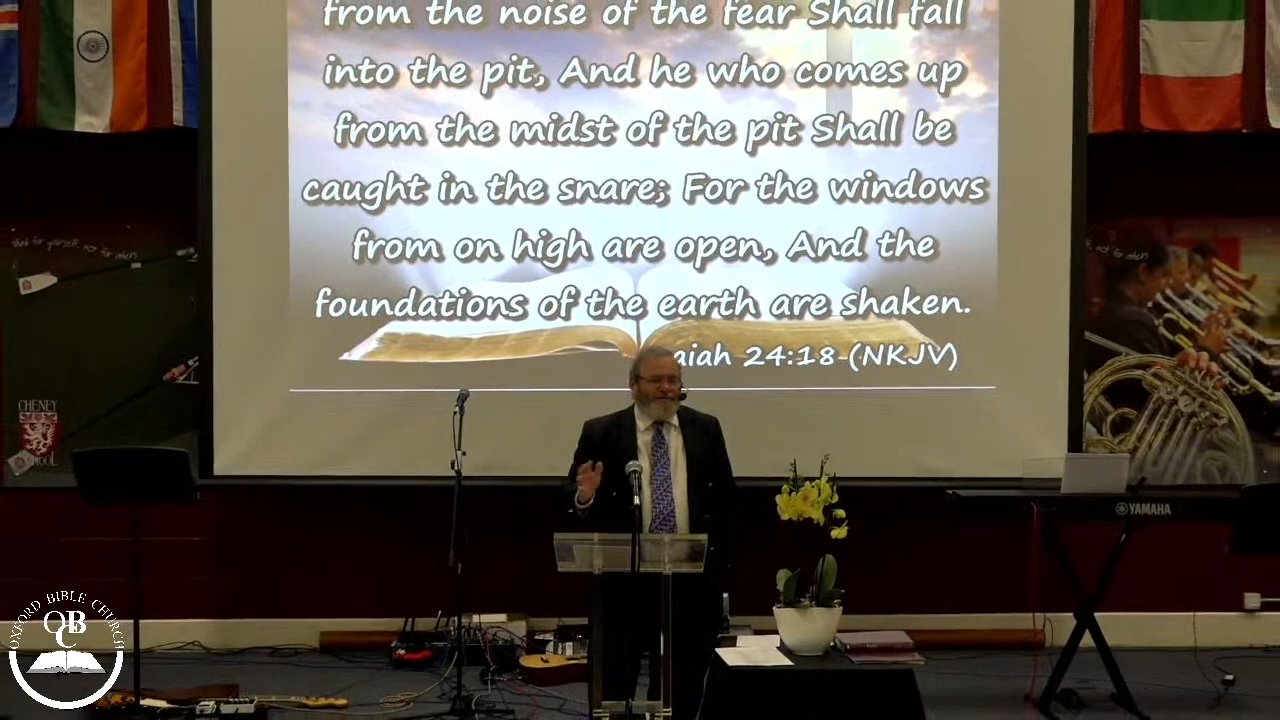 from the noise of the fear Shall fall
into the pit, And he who comes up
from the midst of the pit Shall be
caught in the snare; For the windows
from on high are open, And the
foundations of the earth are shaken.
aiah 24:18 (NKJV)
CHENEY
YAMAHA
OXFORD BIBLE CHURCH
OBC